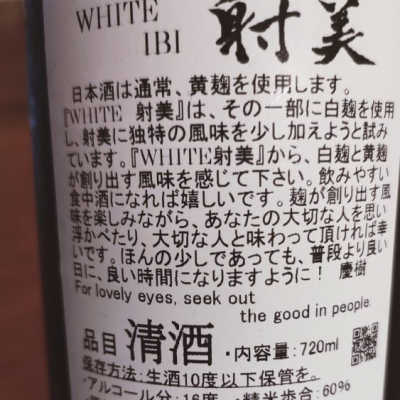 WHITE
IBI
射美
日本酒は通常、黄麹を使用します。
『WHITE 射美』は、その一部に白麹を使用
し、射美に独特の風味を少し加えようと試み
ています。『WHITE射美』から、白麹と黄麹
が創り出す風味を感じて下さい。飲みやすい
食中酒になれば嬉しいです。麹が創り出す風
味を楽しみながら、あなたの大切な人を思い
浮かべたり、大切な人と味わって頂ければ幸
いです。ほんの少しであっても、普段より良い
日に、良い時間になりますように! 慶樹
For lovely eyes, seek out
the good in people.
品目 清酒 ・内容量:720ml
保存方法:生酒10度以下保管を。
・アルコール分:16度 ・精米歩合:60%